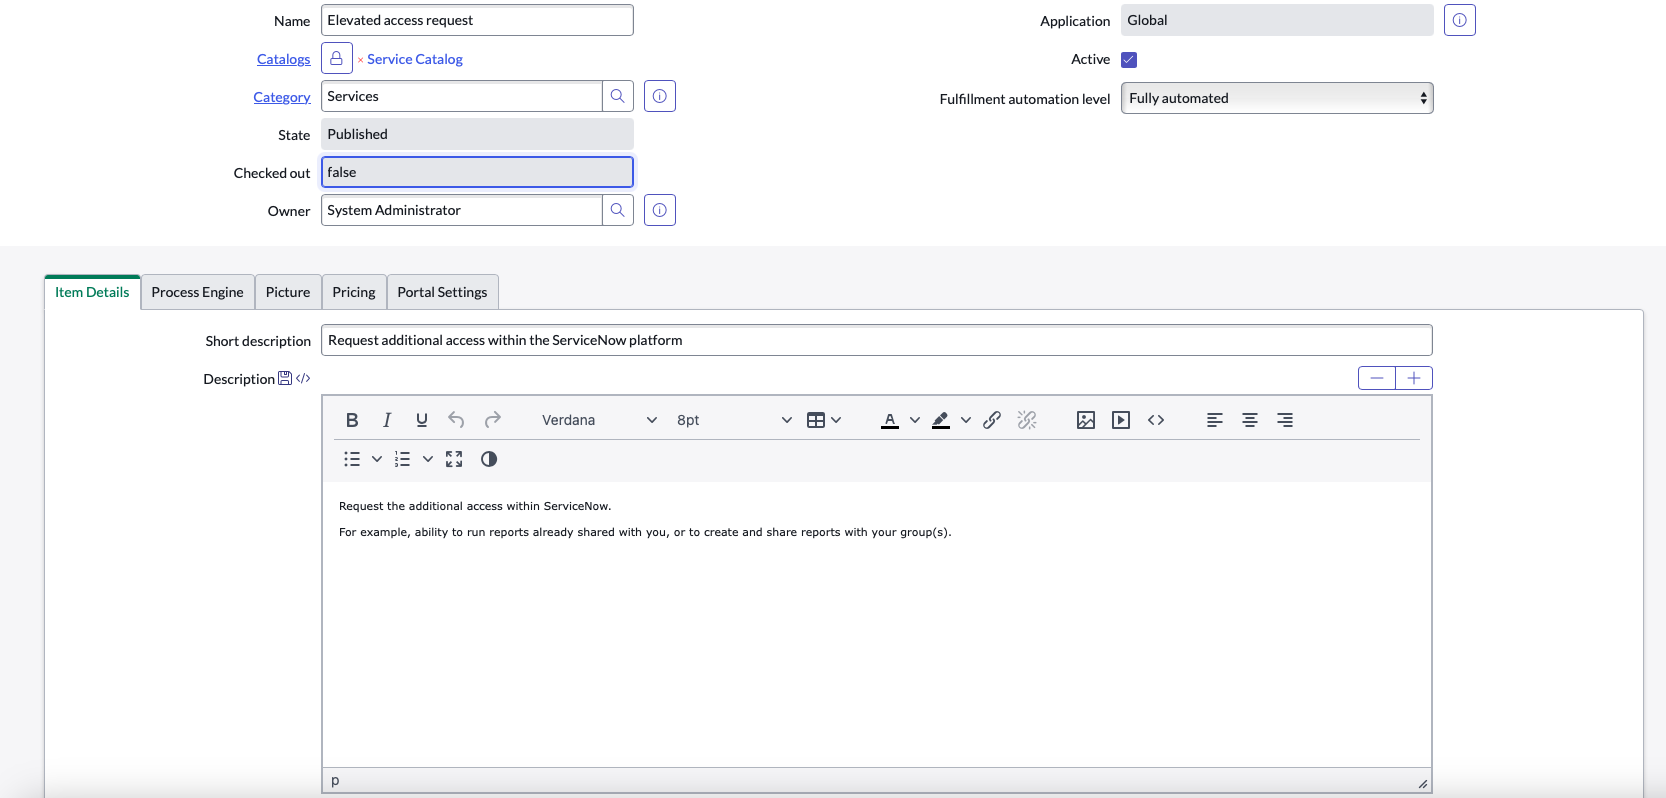 Name Elevated access request
Application Global
Catalogs × Service Catalog
Active
Category Services
Fulfillment automation level Fully automated
State Published
Checked out false
Owner System Administrator
Item Details Process Engine Picture Pricing Portal Settings
Short description Request additional access within the ServiceNow platform
Description
Verdana 8pt
Request the additional access within ServiceNow.
For example, ability to run reports already shared with you, or to create and share reports with your group(s).
p